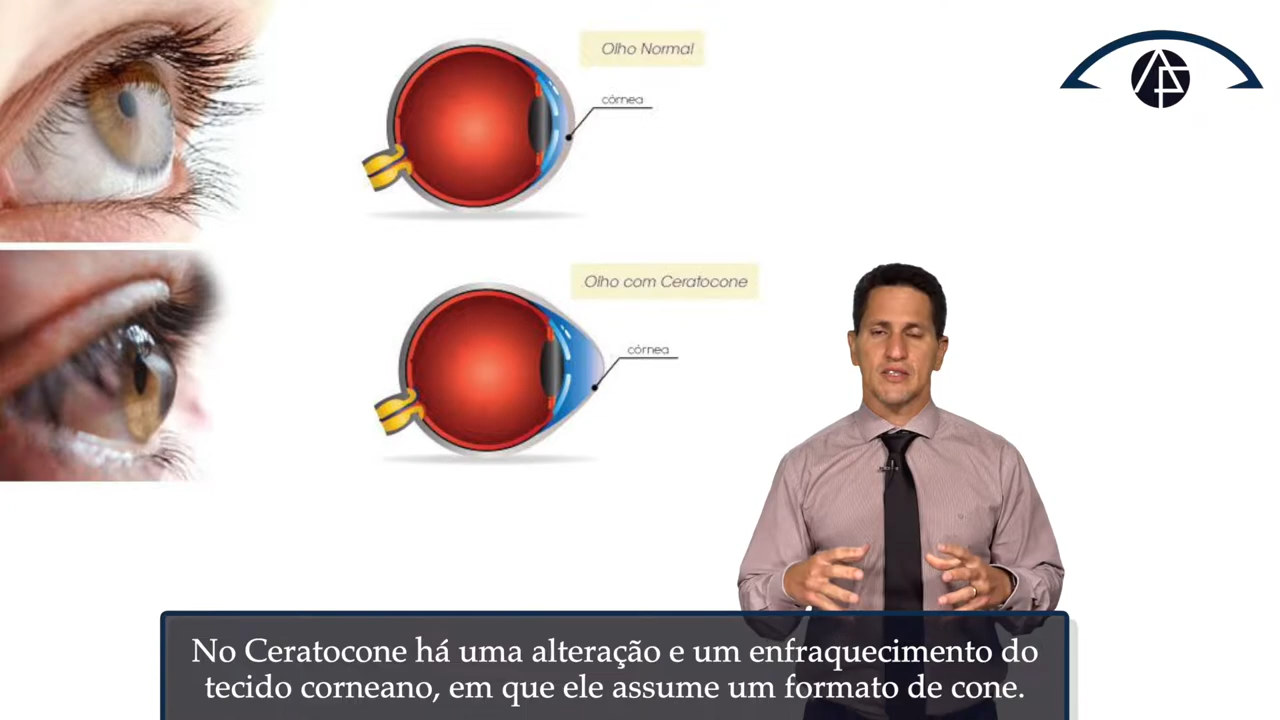 Olho Normal
córnea
Olho com Ceratocone
córnea
No Ceratocone há uma alteração e um enfraquecimento do
tecido corneano, em que ele assume um formato de cone.